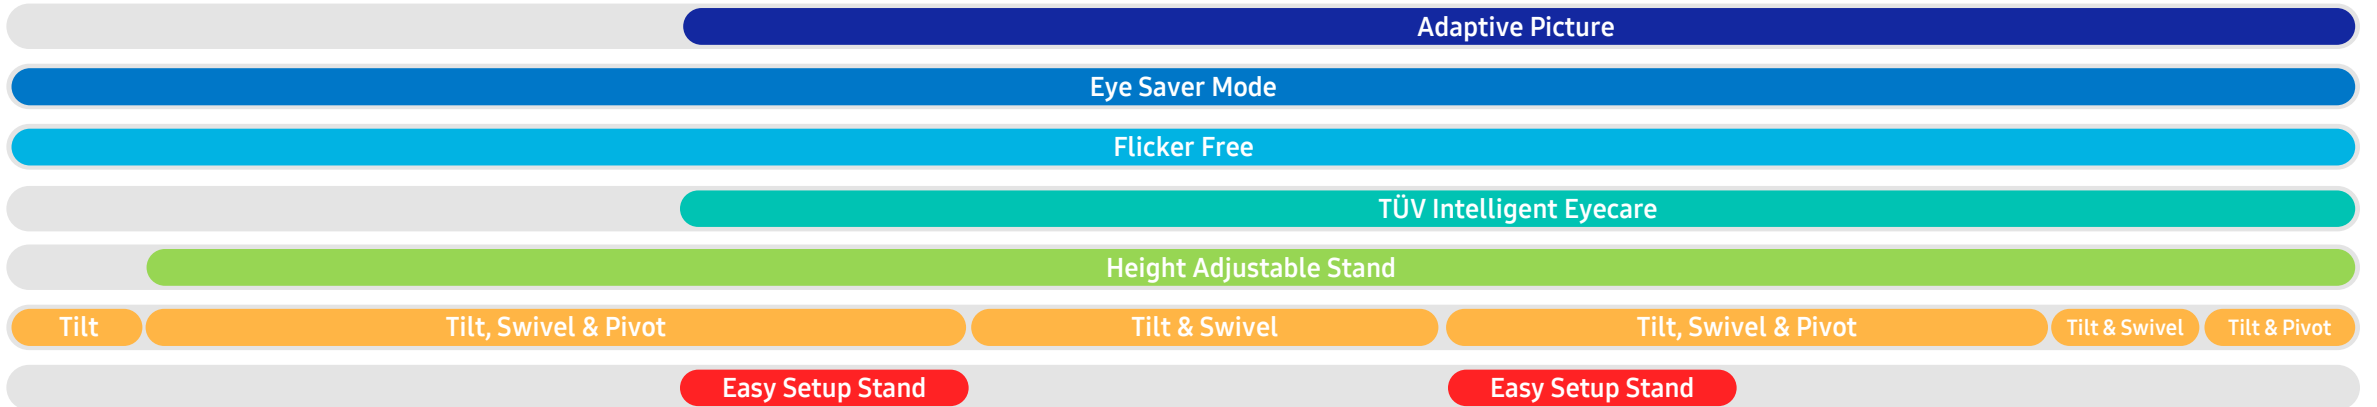 Adaptive Picture
Eye Saver Mode
Flicker Free
TÜV Intelligent Eyecare
Height Adjustable Stand
Tilt Tilt, Swivel & Pivot Tilt & Swivel Tilt, Swivel & Pivot Tilt & Swivel Tilt & Pivot
Easy Setup Stand Easy Setup Stand